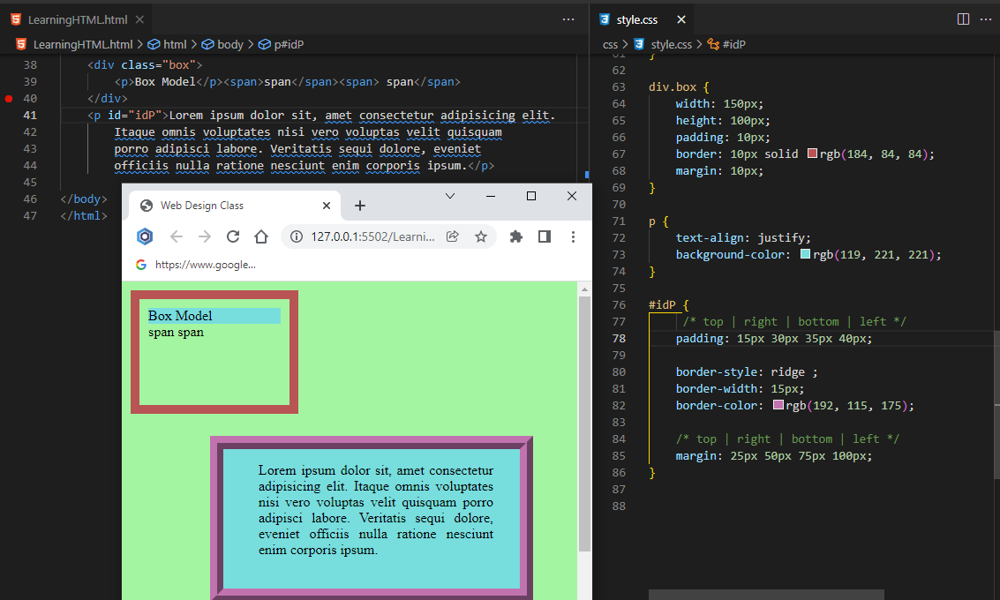 LearningHTML.html
LearningHTML.html > html > body > p#idP
38 <div class="box">
39 <p>Box Model</p><span>span</span><span> span</span>
40 </div>
41 <p id="idP">Lorem ipsum dolor sit, amet consectetur adipisicing elit.
42 Itaque omnis voluptates nisi vero voluptas velit quisquam
43 porro adipisci labore. Veritatis sequi dolore, eveniet
44 officiis nulla ratione nesciunt enim corporis ipsum.</p>
45
46 </body>
47 </html>
Web Design Class
127.0.0.1:5502/Learni...
https://www.google...
Box Model
span span
Lorem ipsum dolor sit, amet consectetur
adipisicing elit. Itaque omnis voluptates
nisi vero voluptas velit quisquam porro
adipisci labore. Veritatis sequi dolore,
eveniet officiis nulla ratione nesciunt
enim corporis ipsum.
style.css
css > style.css > #idP
61 }
62
63 div.box {
64 width: 150px;
65 height: 100px;
66 padding: 10px;
67 border: 10px solid rgb(184, 84, 84);
68 margin: 10px;
69 }
70
71 p {
72 text-align: justify;
73 background-color: rgb(119, 221, 221);
74 }
75
76 #idP {
77 /* top | right | bottom | left */
78 padding: 15px 30px 35px 40px;
79
80 border-style: ridge ;
81 border-width: 15px;
82 border-color: rgb(192, 115, 175);
83
84 /* top | right | bottom | left */
85 margin: 25px 50px 75px 100px;
86 }
87
88